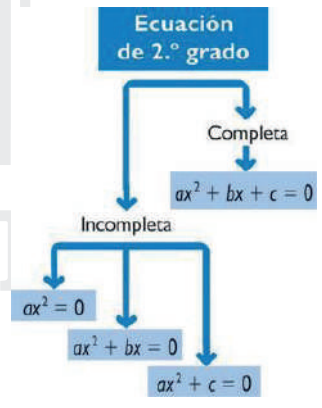 Ecuación
de 2.º grado
Completa
ax² + bx + c = 0
Incompleta
ax² = 0
ax² + bx = 0
ax² + c = 0